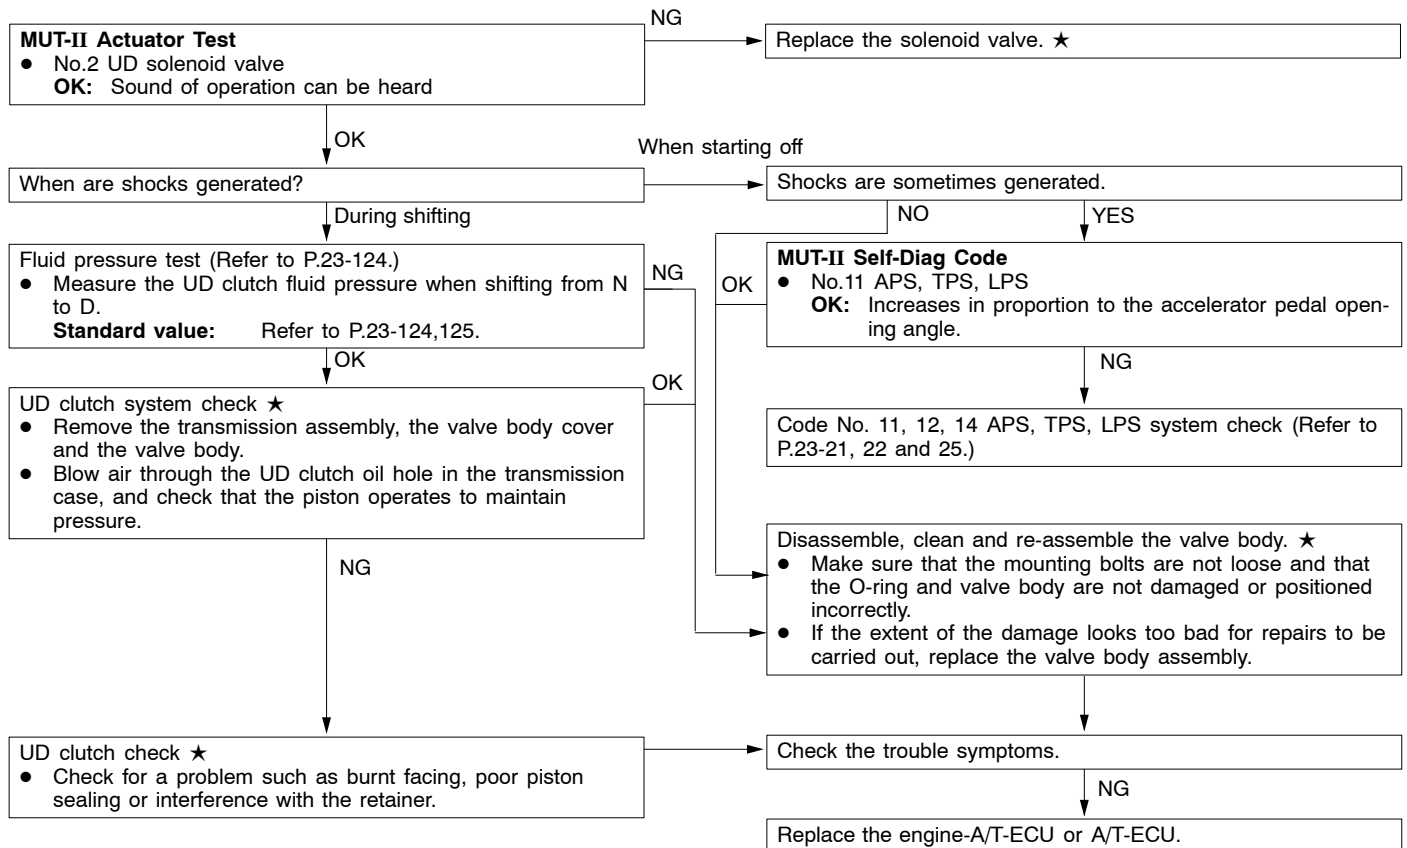 NG
MUT-II Actuator Test
● No.2 UD solenoid valve
OK: Sound of operation can be heard
Replace the solenoid valve. ★
OK
When starting off
When are shocks generated?
Shocks are sometimes generated.
During shifting
NO
YES
Fluid pressure test (Refer to P.23-124.)
● Measure the UD clutch fluid pressure when shifting from N
to D.
Standard value: Refer to P.23-124,125.
NG
OK
MUT-II Self-Diag Code
● No.11 APS, TPS, LPS
OK: Increases in proportion to the accelerator pedal open-
ing angle.
OK
NG
OK
UD clutch system check ★
● Remove the transmission assembly, the valve body cover
and the valve body.
● Blow air through the UD clutch oil hole in the transmission
case, and check that the piston operates to maintain
pressure.
Code No. 11, 12, 14 APS, TPS, LPS system check (Refer to
P.23-21, 22 and 25.)
NG
Disassemble, clean and re-assemble the valve body. ★
● Make sure that the mounting bolts are not loose and that
the O-ring and valve body are not damaged or positioned
incorrectly.
● If the extent of the damage looks too bad for repairs to be
carried out, replace the valve body assembly.
UD clutch check ★
● Check for a problem such as burnt facing, poor piston
sealing or interference with the retainer.
Check the trouble symptoms.
NG
Replace the engine-A/T-ECU or A/T-ECU.